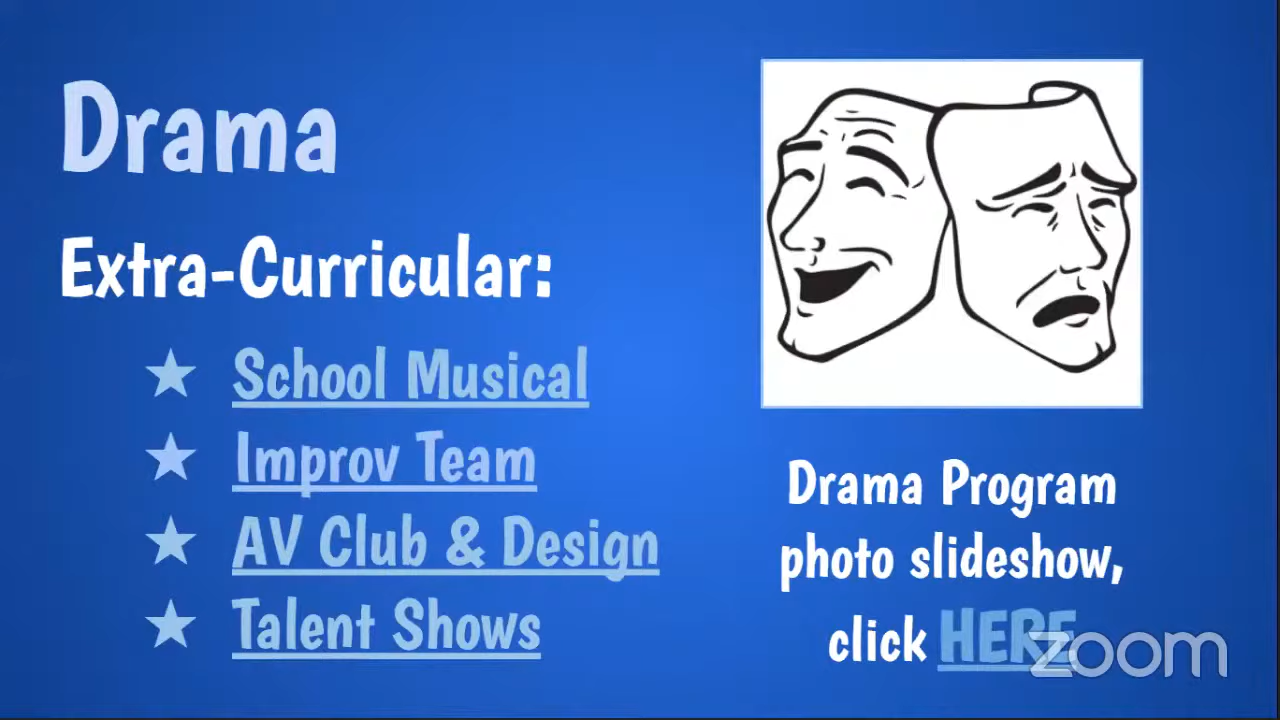 Drama
Extra-Curricular:
★ School Musical
★ Improv Team
★ AV Club & Design
★ Talent Shows
Drama Program
photo slideshow,
click HERE
zoom